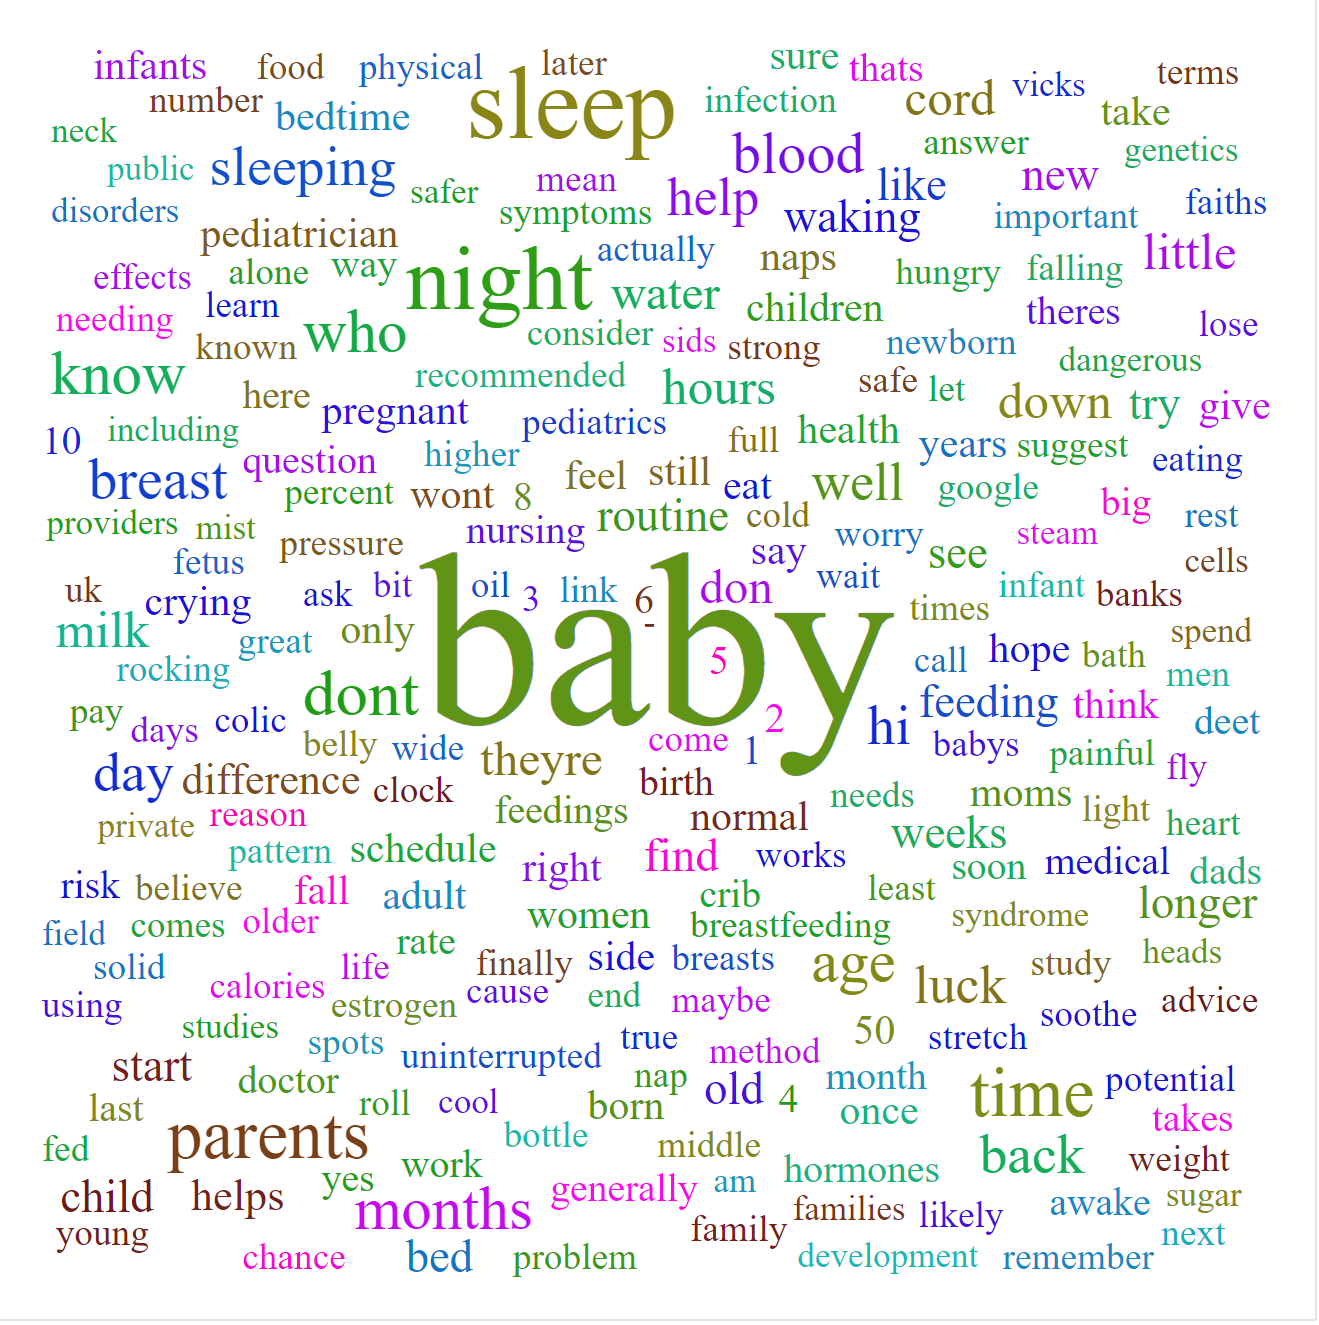 infants food physical later sure thats vicks terms
number bedtime sleep infection cord take
neck blood answer genetics
public sleeping safer mean help like new
disorders symptoms waking important faiths
pediatrician actually naps little
effects alone way night water children hungry falling
needing learn who consider sids strong newborn theres lose
known dangerous
know here recommended hours safe let down try give
10 including pregnant pediatrics full health years suggest eating
question higher feel still
breast percent wont 8 eat well google big
providers mist nursing routine cold worry steam rest
pressure say see cells
fetus
uk crying ask bit oil 3 link 6 don wait times infant banks
-
milk great only spend
rocking baby 5 call hope bath men
pay days colic dont 2 hi feeding think deet
belly wide come 1 babys painful fly
day difference clock theyre birth
private reason feedings normal needs moms light heart
pattern schedule right find works weeks soon medical dads
risk believe fall adult crib least longer
field comes older women breastfeeding syndrome
rate heads
solid life finally side breasts age luck study
using calories estrogen cause end maybe advice
studies soothe
spots uninterrupted true method 50 stretch
start doctor nap month time potential
last roll cool born old 4 once takes
fed parents bottle middle back weight
yes work hormones
child helps months generally am families likely awake sugar
young family next
chance bed problem development remember